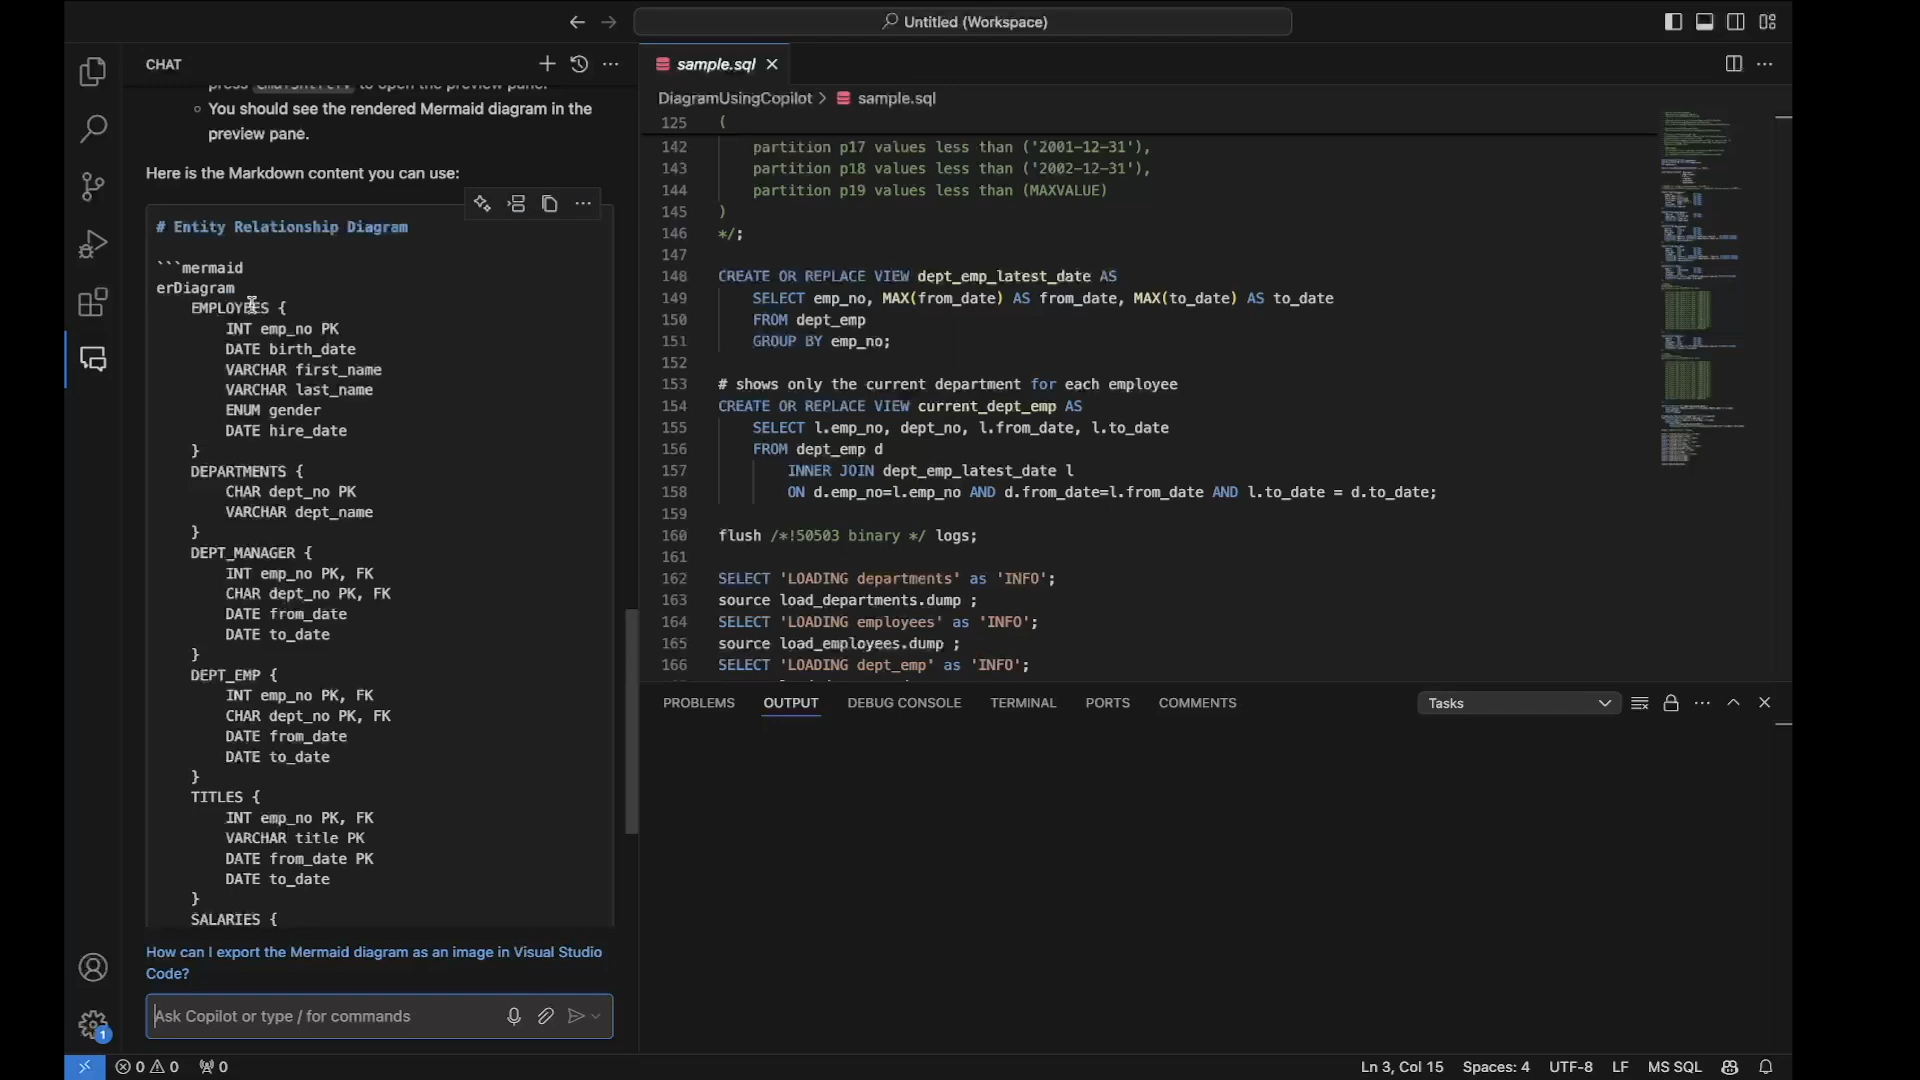 Untitled (Workspace)
CHAT
press Cmd+Shift+V to open the preview pane.
You should see the rendered Mermaid diagram in the
preview pane.
Here is the Markdown content you can use:
# Entity Relationship Diagram
```mermaid
erDiagram
EMPLOYEES {
INT emp_no PK
DATE birth_date
VARCHAR first_name
VARCHAR last_name
ENUM gender
DATE hire_date
}
DEPARTMENTS {
CHAR dept_no PK
VARCHAR dept_name
}
DEPT_MANAGER {
INT emp_no PK, FK
CHAR dept_no PK, FK
DATE from_date
DATE to_date
}
DEPT_EMP {
INT emp_no PK, FK
CHAR dept_no PK, FK
DATE from_date
DATE to_date
}
TITLES {
INT emp_no PK, FK
VARCHAR title PK
DATE from_date PK
DATE to_date
}
SALARIES {
How can I export the Mermaid diagram as an image in Visual Studio
Code?
Ask Copilot or type / for commands
sample.sql
DiagramUsingCopilot > sample.sql
125 (
142 partition p17 values less than ('2001-12-31'),
143 partition p18 values less than ('2002-12-31'),
144 partition p19 values less than (MAXVALUE)
145 )
146 */;
147
148 CREATE OR REPLACE VIEW dept_emp_latest_date AS
149 SELECT emp_no, MAX(from_date) AS from_date, MAX(to_date) AS to_date
150 FROM dept_emp
151 GROUP BY emp_no;
152
153 # shows only the current department for each employee
154 CREATE OR REPLACE VIEW current_dept_emp AS
155 SELECT l.emp_no, dept_no, l.from_date, l.to_date
156 FROM dept_emp d
157 INNER JOIN dept_emp_latest_date l
158 ON d.emp_no=l.emp_no AND d.from_date=l.from_date AND l.to_date = d.to_date;
159
160 flush /*!50503 binary */ logs;
161
162 SELECT 'LOADING departments' as 'INFO';
163 source load_departments.dump ;
164 SELECT 'LOADING employees' as 'INFO';
165 source load_employees.dump ;
166 SELECT 'LOADING dept_emp' as 'INFO';
PROBLEMS OUTPUT DEBUG CONSOLE TERMINAL PORTS COMMENTS Tasks
1
0 0 0 Ln 3, Col 15 Spaces: 4 UTF-8 LF MS SQL